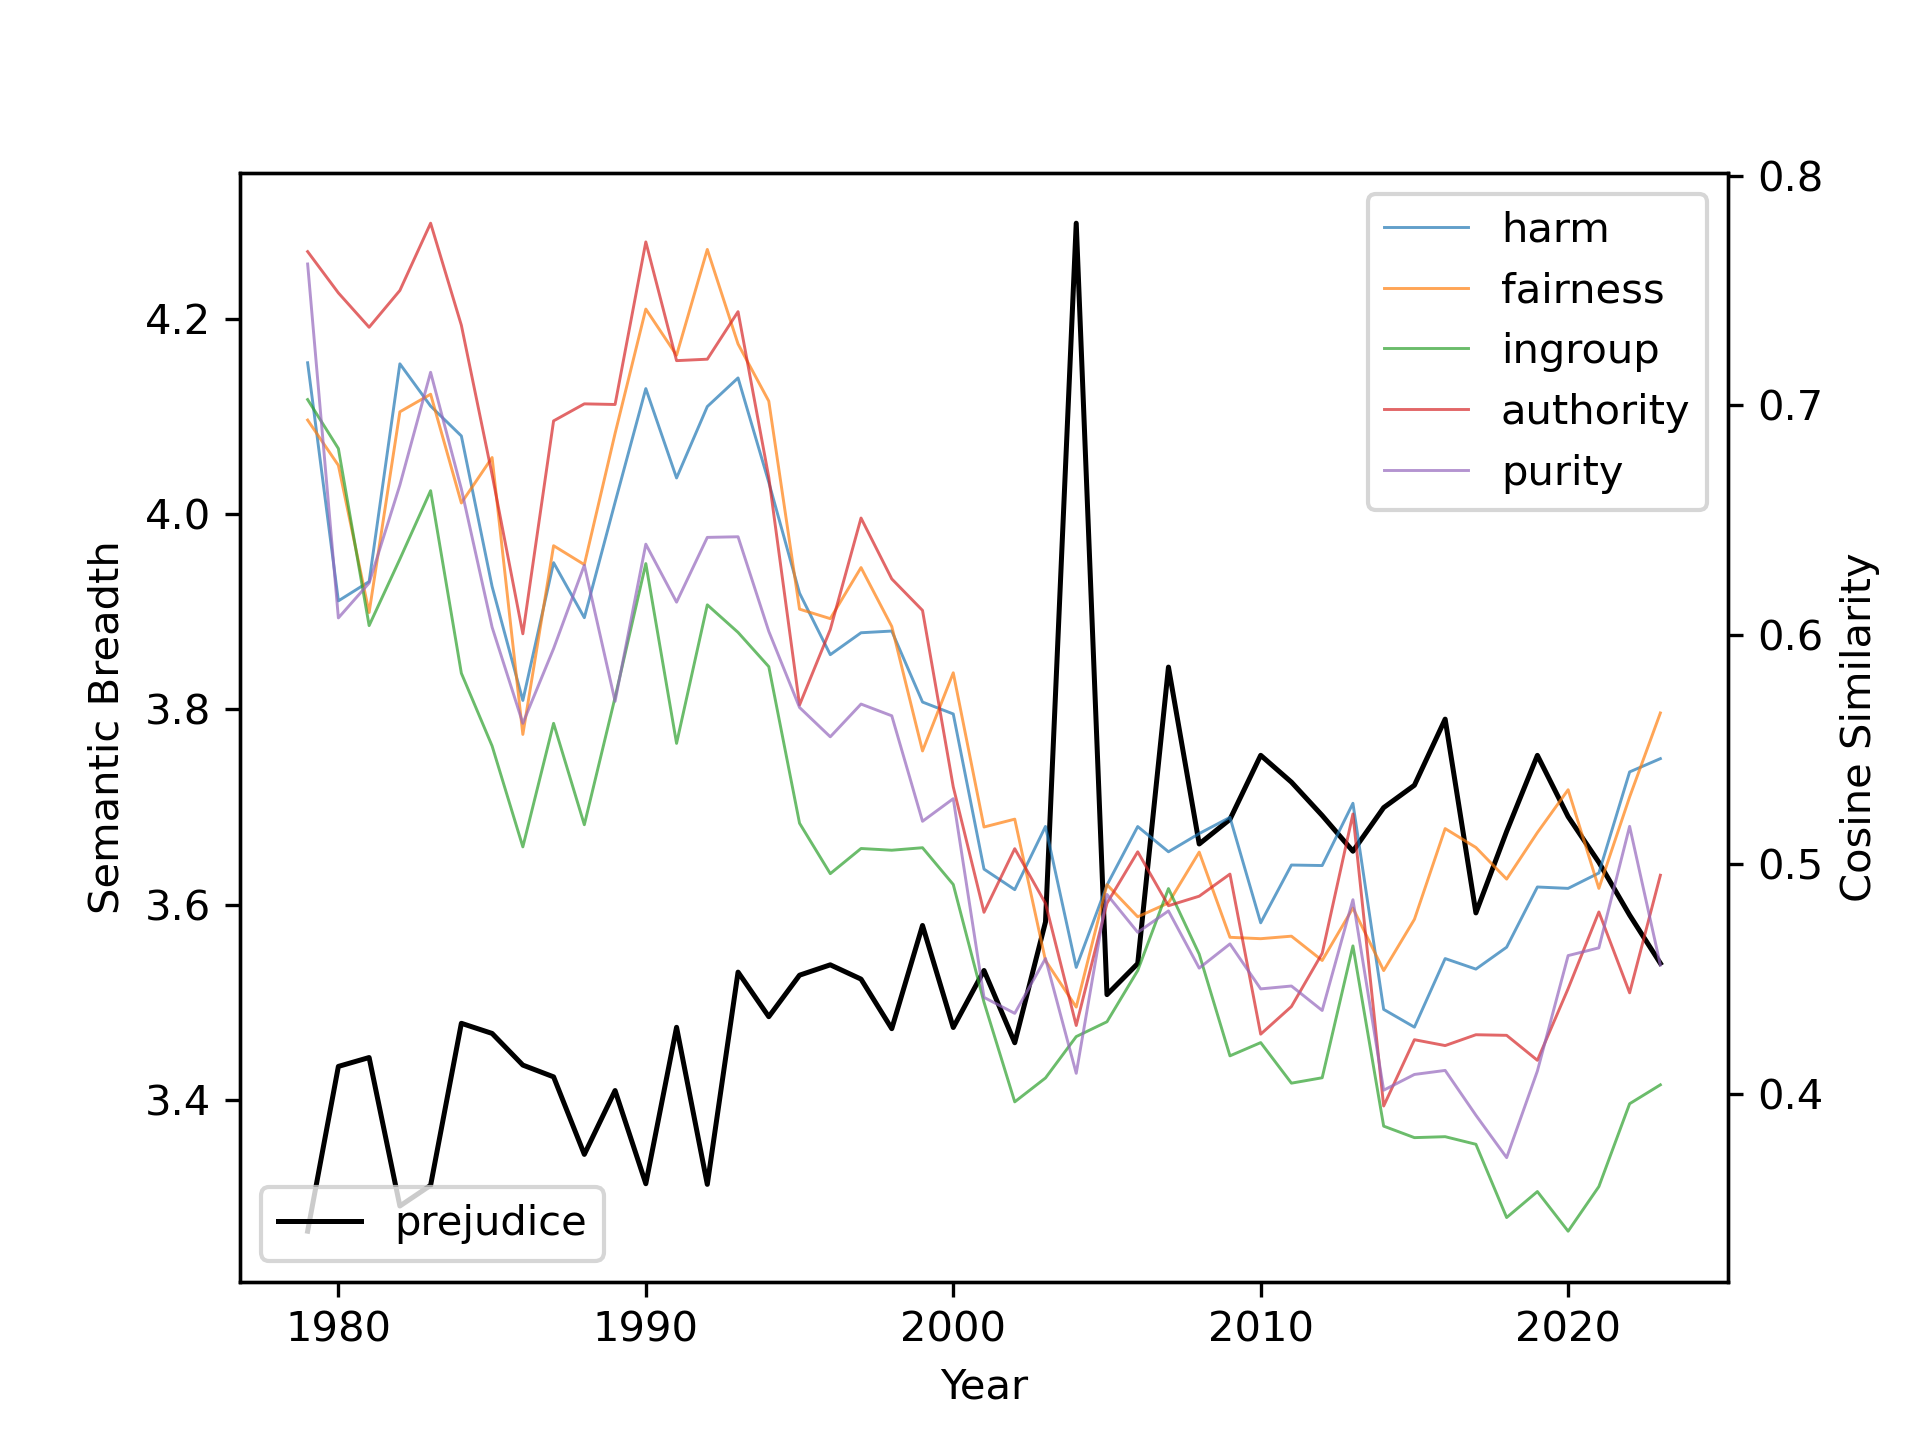 0.8
harm
fairness
ingroup
authority
purity
4.2
4.0
3.8
3.6
3.4
0.7
0.6
0.5
0.4
Semantic Breadth
Cosine Similarity
prejudice
1980 1990 2000 2010 2020
Year